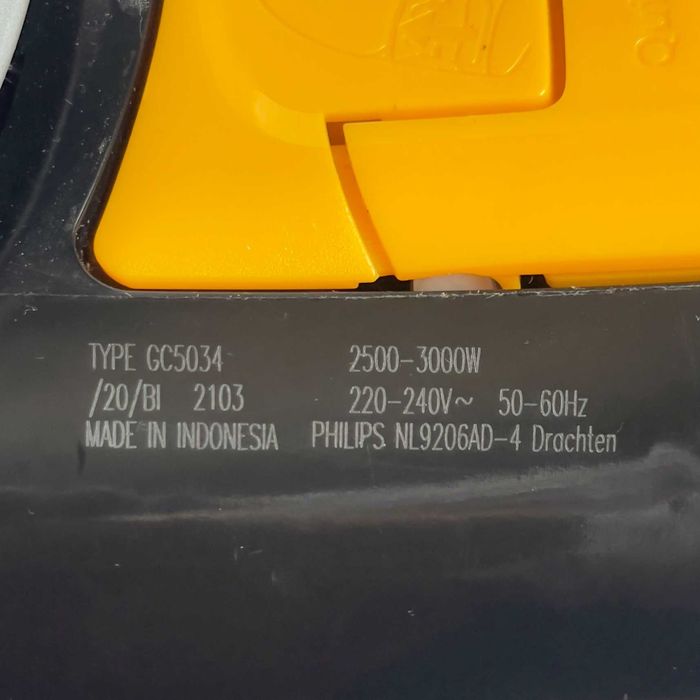 TYPE GC5034 2500-3000W
/20/BI 2103 220-240V~ 50-60Hz
MADE IN INDONESIA PHILIPS NL9206AD-4 Drachten